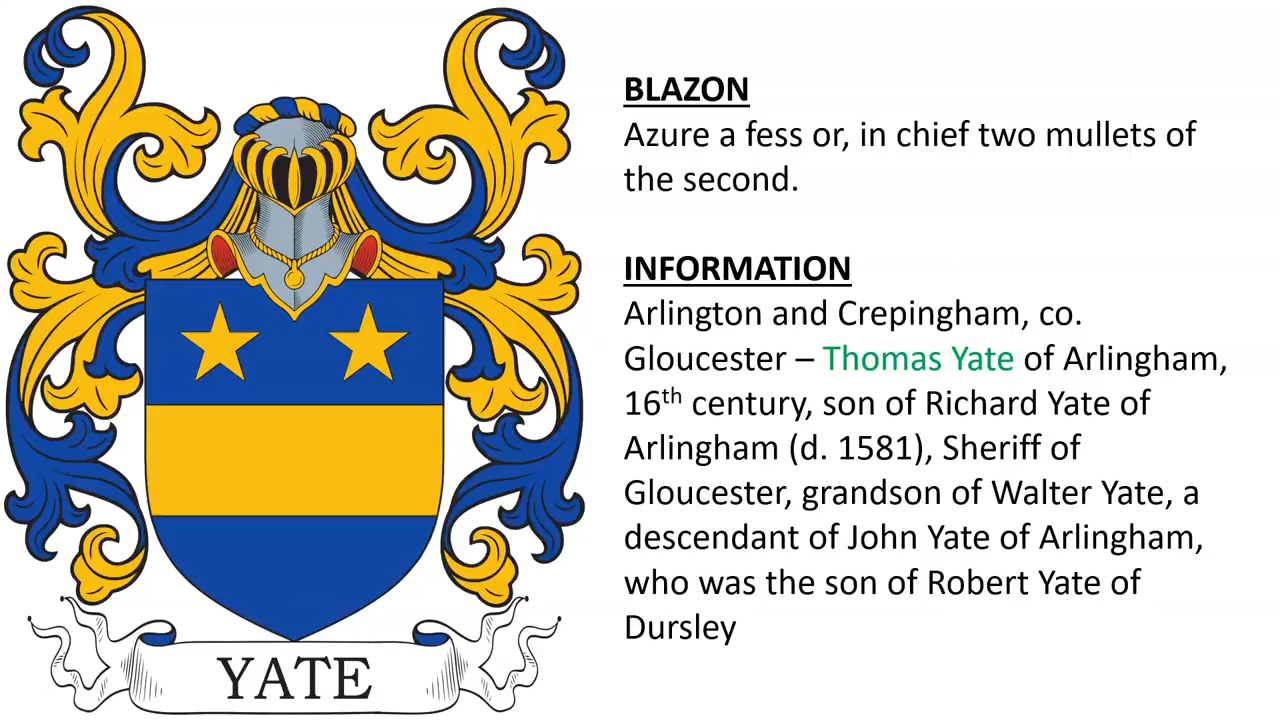 BLAZON
Azure a fess or, in chief two mullets of
the second.
INFORMATION
Arlington and Crepingham, co.
Gloucester – Thomas Yate of Arlingham,
16th century, son of Richard Yate of
Arlingham (d. 1581), Sheriff of
Gloucester, grandson of Walter Yate, a
descendant of John Yate of Arlingham,
who was the son of Robert Yate of
Dursley
YATE